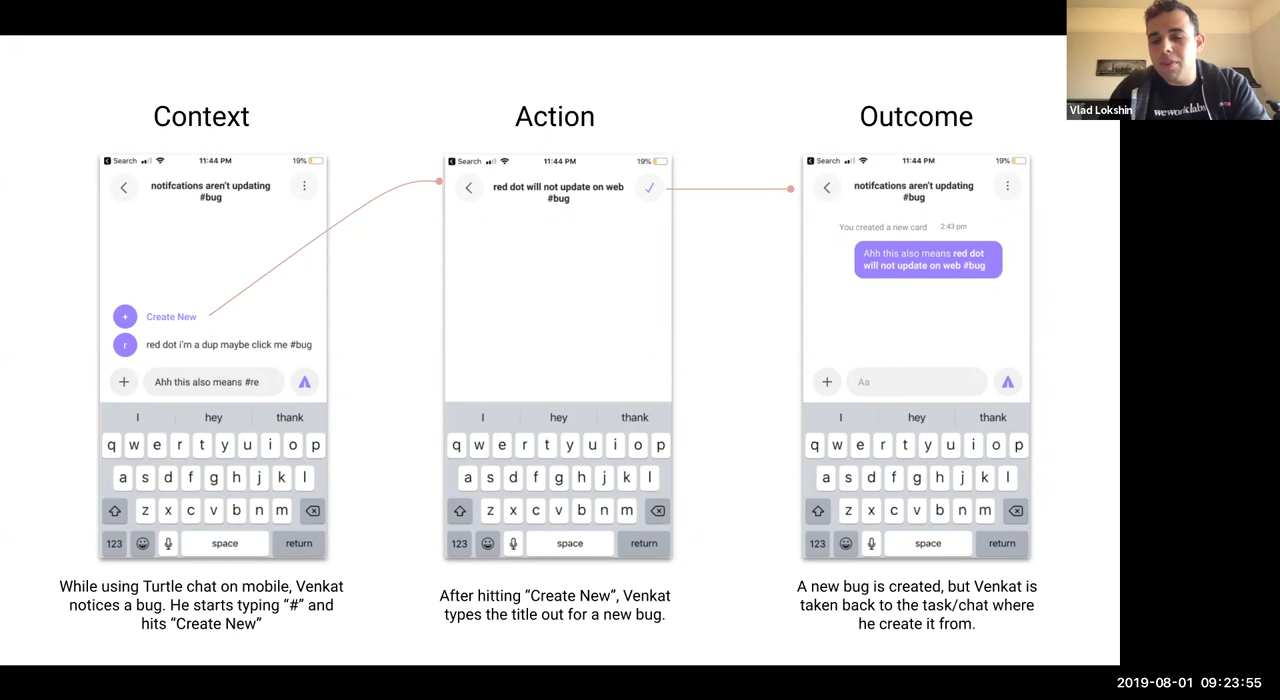 Context
Action
Outcome
Vlad Lokshin
weworklabs
Search
11:44 PM
19%
notifcations aren't updating
#bug
Create New
r
red dot i'm a dup maybe click me #bug
Ahh this also means #re
I hey thank
q w e r t y u i o p
a s d f g h j k l
z x c v b n m
123 space return
While using Turtle chat on mobile, Venkat
notices a bug. He starts typing “#” and
hits “Create New”
Search
11:44 PM
19%
red dot will not update on web
#bug
I hey thank
q w e r t y u i o p
a s d f g h j k l
z x c v b n m
123 space return
After hitting “Create New”, Venkat
types the title out for a new bug.
Search
11:44 PM
19%
notifcations aren't updating
#bug
You created a new card 2:43 pm
Ahh this also means red dot
will not update on web #bug
Aa
I hey thank
q w e r t y u i o p
a s d f g h j k l
z x c v b n m
123 space return
A new bug is created, but Venkat is
taken back to the task/chat where
he create it from.
2019-08-01 09:23:55